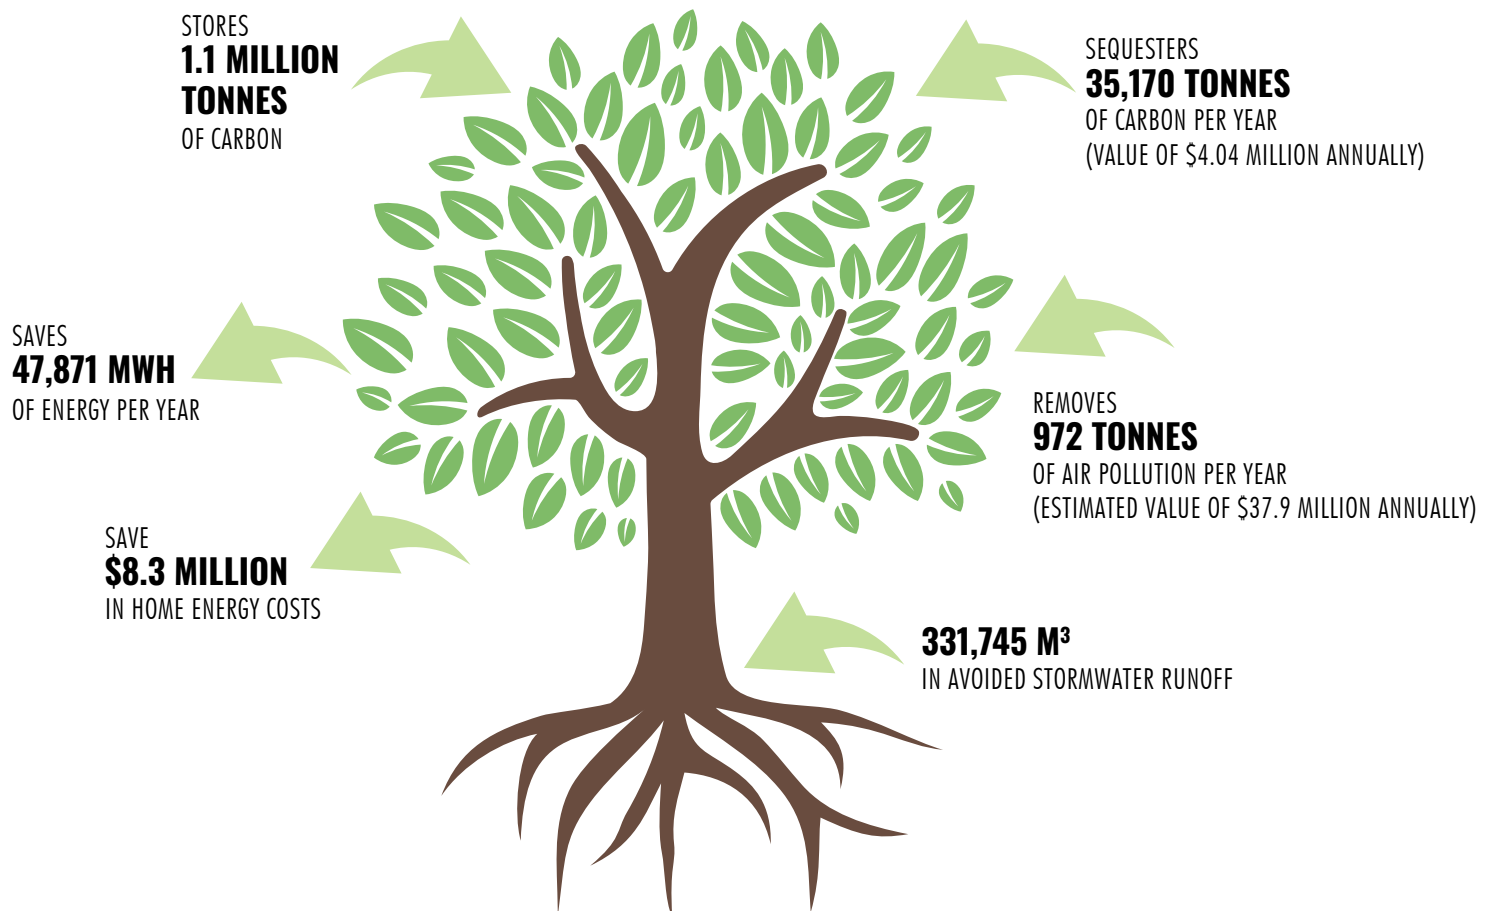 STORES
1.1 MILLION
TONNES
OF CARBON
SEQUESTERS
35,170 TONNES
OF CARBON PER YEAR
(VALUE OF $4.04 MILLION ANNUALLY)
SAVES
47,871 MWH
OF ENERGY PER YEAR
REMOVES
972 TONNES
OF AIR POLLUTION PER YEAR
(ESTIMATED VALUE OF $37.9 MILLION ANNUALLY)
SAVE
$8.3 MILLION
IN HOME ENERGY COSTS
331,745 M³
IN AVOIDED STORMWATER RUNOFF